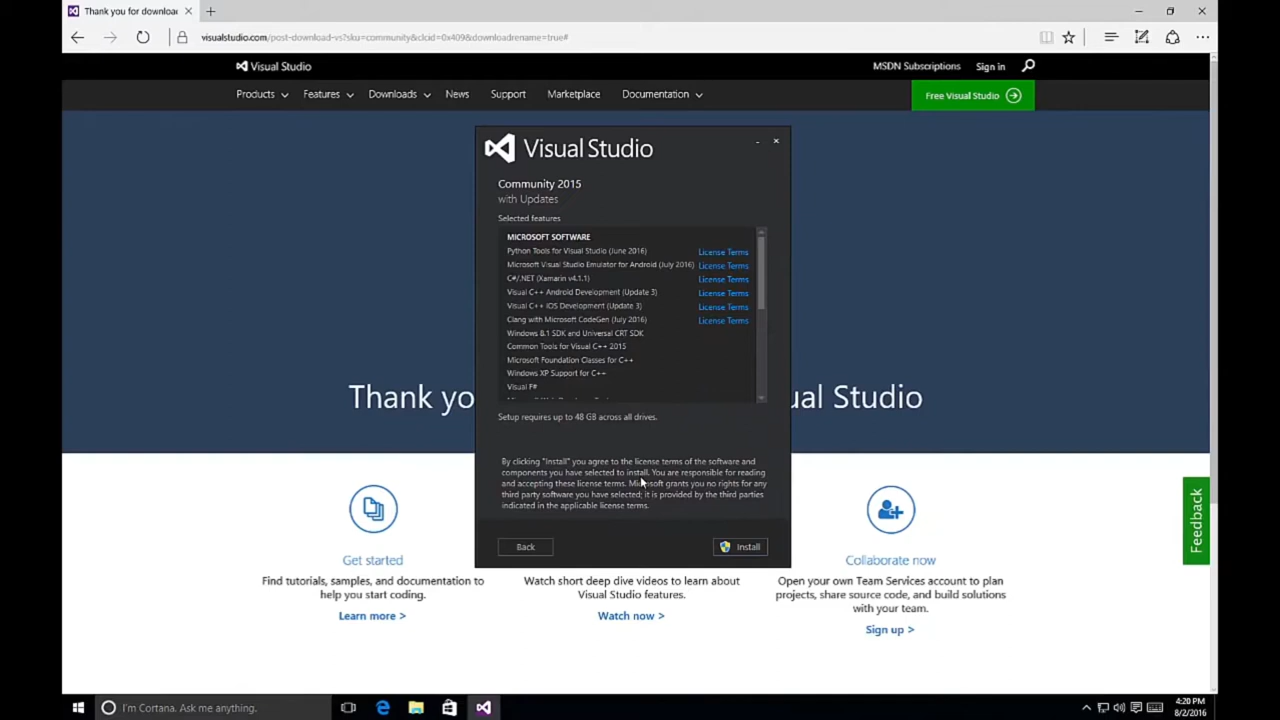 Thank you for downloa
visualstudio.com/post-download-vs?sku=community&clcid=0x409&downloadrename=true#
Visual Studio
MSDN Subscriptions
Sign in
Products
Features
Downloads
News
Support
Marketplace
Documentation
Free Visual Studio
Visual Studio
Community 2015
with Updates
Selected features
MICROSOFT SOFTWARE
Python Tools for Visual Studio (June 2016) License Terms
Microsoft Visual Studio Emulator for Android (July 2016) License Terms
C#/.NET (Xamarin v4.1.1) License Terms
Visual C++ Android Development (Update 3) License Terms
Visual C++ iOS Development (Update 3) License Terms
Clang with Microsoft CodeGen (July 2016) License Terms
Windows 8.1 SDK and Universal CRT SDK
Common Tools for Visual C++ 2015
Microsoft Foundation Classes for C++
Windows XP Support for C++
Visual F#
Setup requires up to 48 GB across all drives.
By clicking "Install" you agree to the license terms of the software and
components you have selected to install. You are responsible for reading
and accepting these license terms. Microsoft grants you no rights for any
third party software you have selected; it is provided by the third parties
indicated in the applicable license terms.
Back
Install
Thank yo
ual Studio
Feedback
Get started
Find tutorials, samples, and documentation to
help you start coding.
Learn more >
Watch short deep dive videos to learn about
Visual Studio features.
Watch now >
Collaborate now
Open your own Team Services account to plan
projects, share source code, and build solutions
with your team.
Sign up >
I'm Cortana. Ask me anything.
4:20 PM
8/2/2016